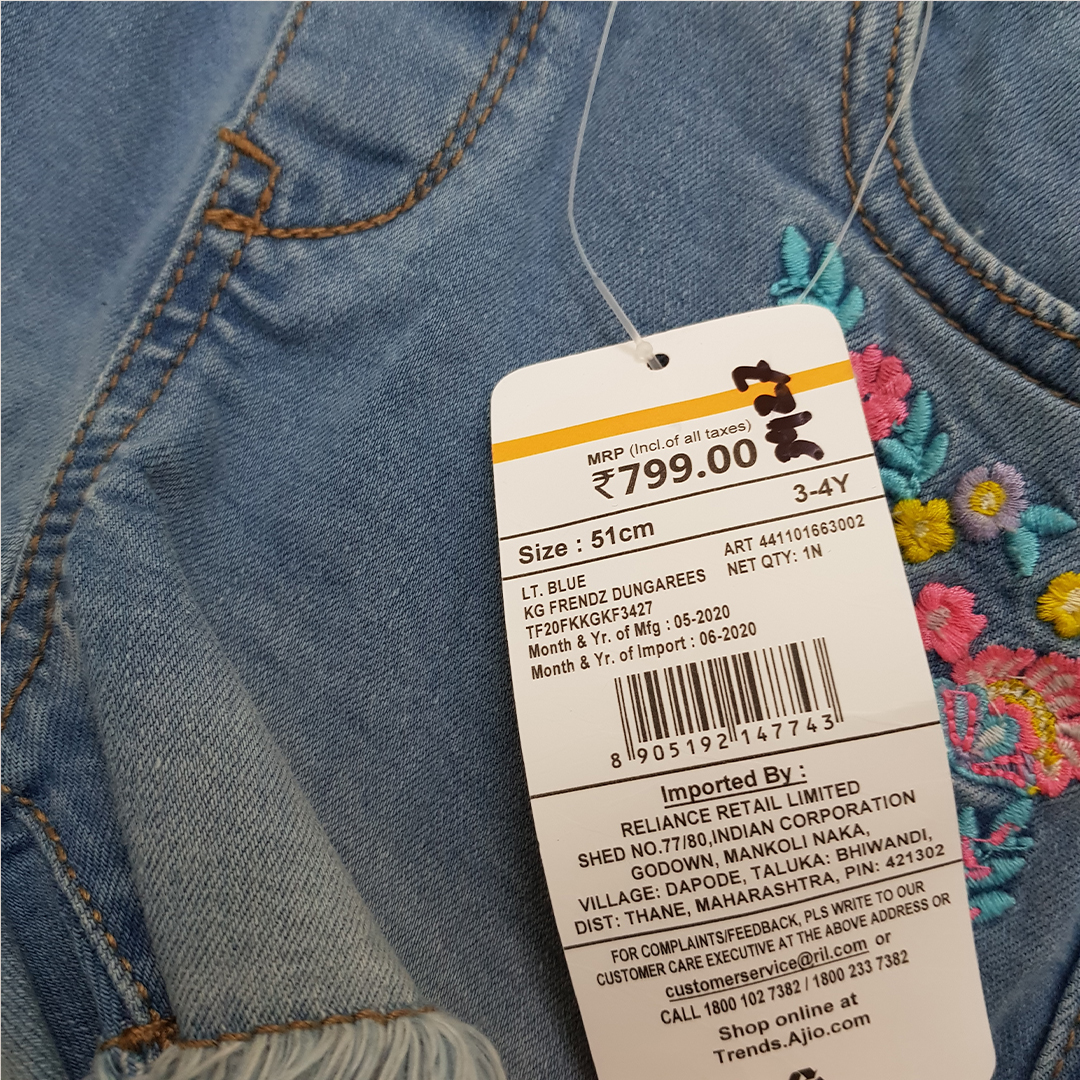 MRP (Incl.of all taxes)
₹799.00
3-4Y
Size : 51cm
ART 441101663002
LT. BLUE
NET QTY: 1N
KG FRENDZ DUNGAREES
TF20FKKGKF3427
Month & Yr. of Mfg : 05-2020
Month & Yr. of Import : 06-2020
8 905192 147743
Imported By :
RELIANCE RETAIL LIMITED
SHED NO.77/80,INDIAN CORPORATION
GODOWN, MANKOLI NAKA,
VILLAGE: DAPODE, TALUKA: BHIWANDI,
DIST: THANE, MAHARASHTRA, PIN: 421302
FOR COMPLAINTS/FEEDBACK, PLS WRITE TO OUR
CUSTOMER CARE EXECUTIVE AT THE ABOVE ADDRESS OR
customerservice@ril.com or
CALL 1800 102 7382 / 1800 233 7382
Shop online at
Trends.Ajio.com